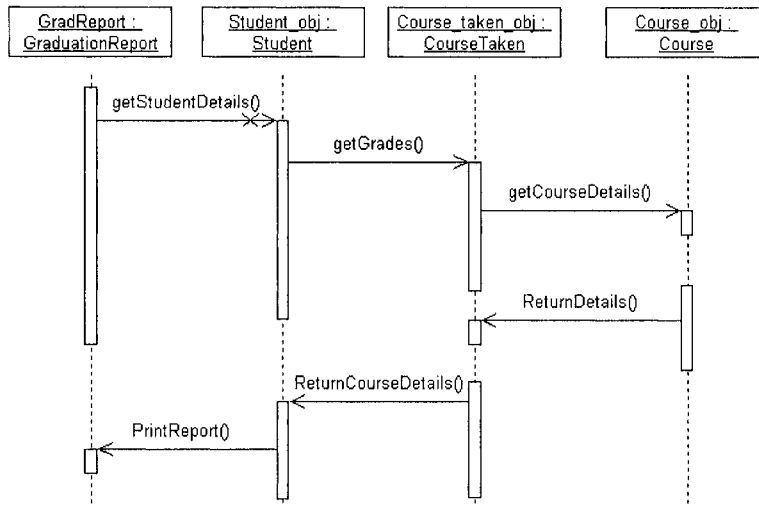 GradReport :
GraduationReport
Student_obj :
Student
Course_taken_obj :
CourseTaken
Course_obj :
Course
getStudentDetails()
getGrades()
getCourseDetails()
ReturnDetails()
ReturnCourseDetails()
PrintReport()